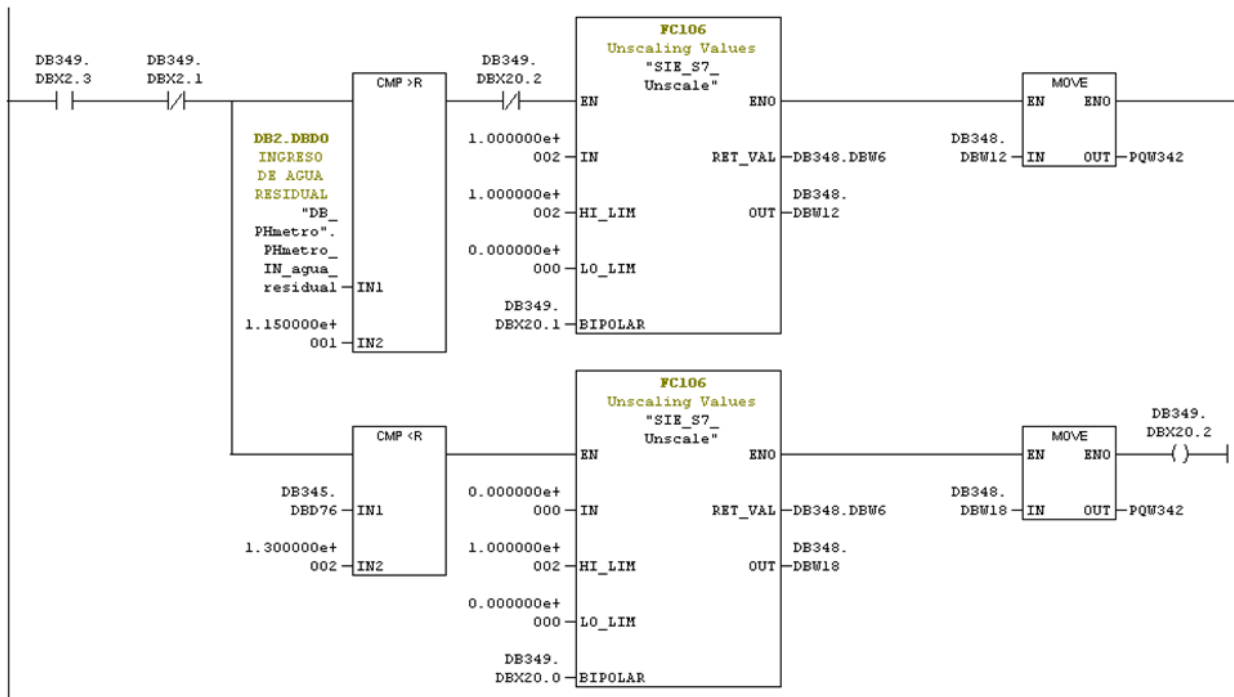 DB349.
DBX2.3
DB349.
DBX2.1
CMP >R
DB2.DBD0
INGRESO
DE AGUA
RESIDUAL
"DB_
PHmetro".
PHmetro_
IN_agua_
residual
IN1
1.150000e+
001
IN2
DB349.
DBX20.2
FC106
Unscaling Values
"SIE_S7_
Unscale"
EN
ENO
1.000000e+
002
IN
RET_VAL
DB348.DBW6
1.000000e+
002
HI_LIM
OUT
DB348.
DBW12
0.000000e+
000
LO_LIM
DB349.
DBX20.1
BIPOLAR
MOVE
EN
ENO
DB348.
DBW12
IN
OUT
PQW342
CMP <R
DB345.
DBD76
IN1
1.300000e+
002
IN2
FC106
Unscaling Values
"SIE_S7_
Unscale"
EN
ENO
0.000000e+
000
IN
RET_VAL
DB348.DBW6
1.000000e+
002
HI_LIM
OUT
DB348.
DBW18
0.000000e+
000
LO_LIM
DB349.
DBX20.0
BIPOLAR
MOVE
EN
ENO
DB348.
DBW18
IN
OUT
PQW342
DB349.
DBX20.2